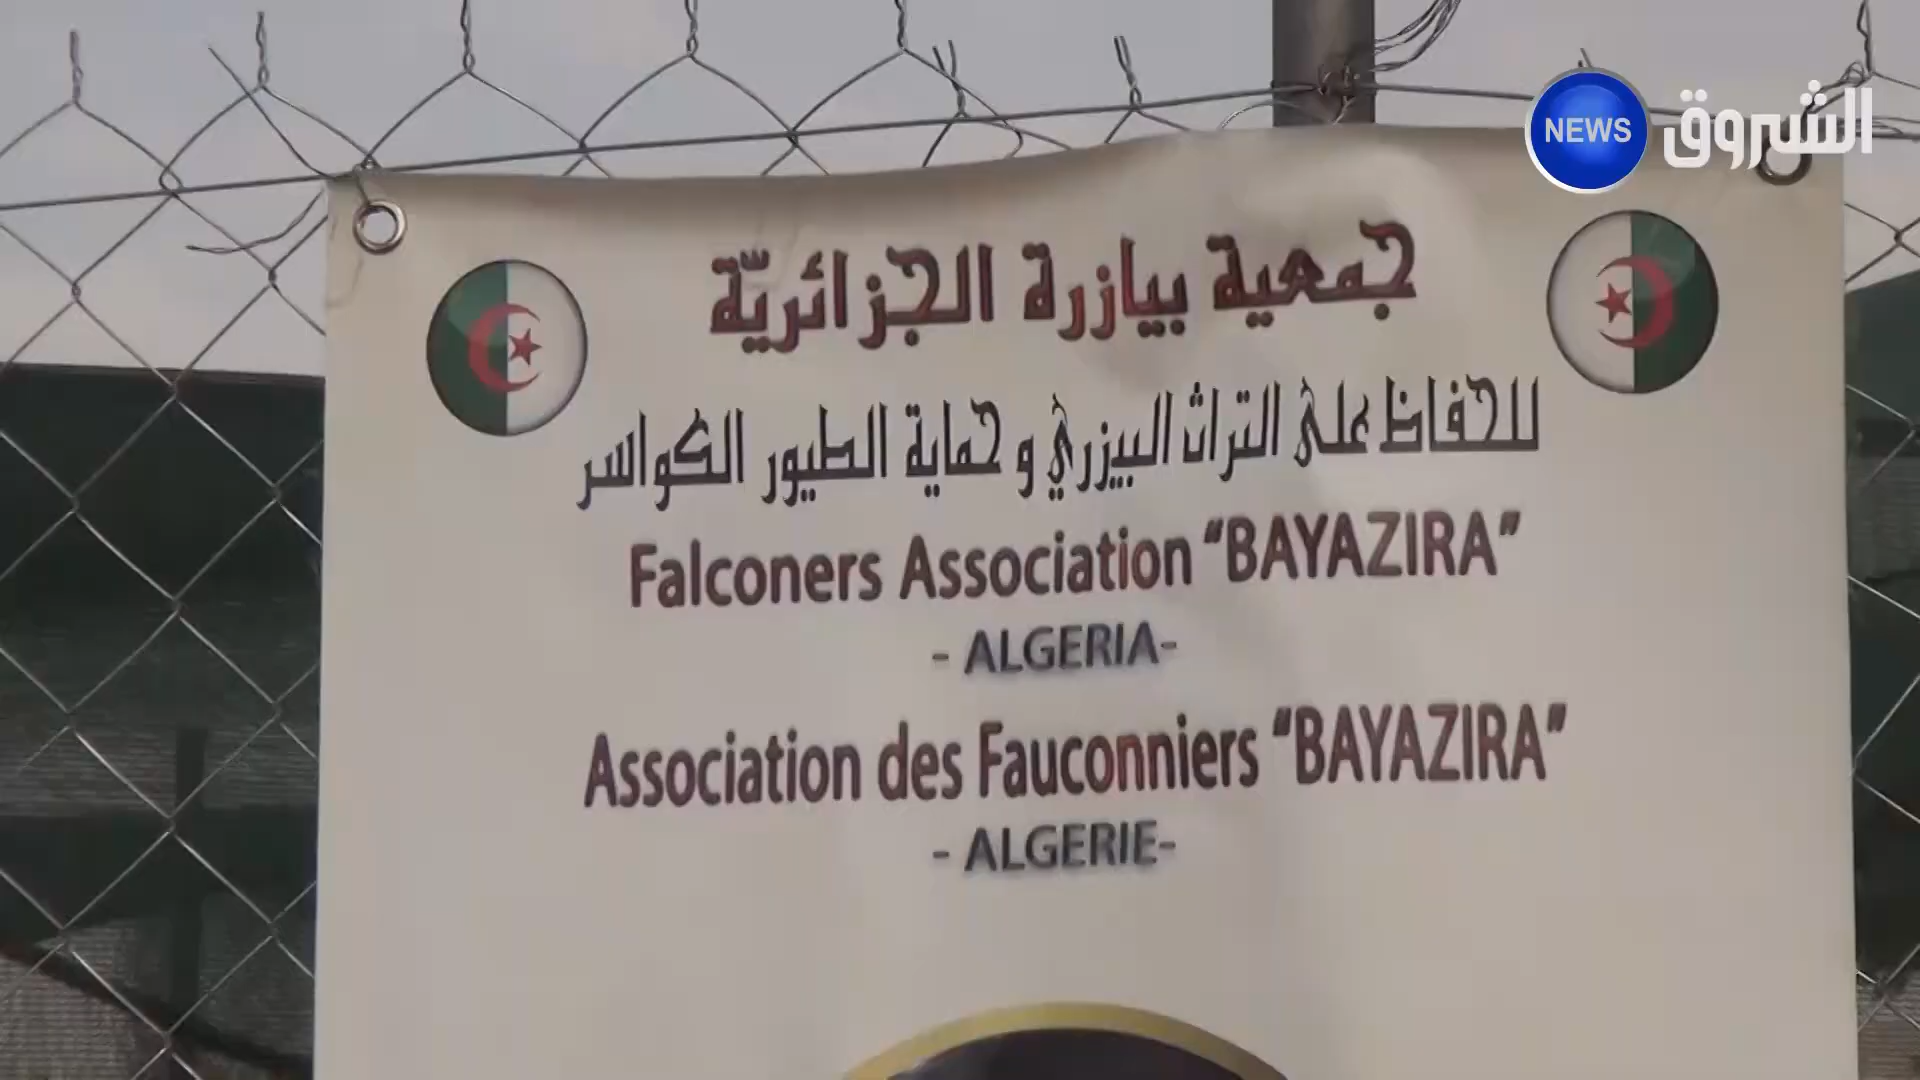 NEWS الشروق
جمعية بيازرة الجزائريّة
للحفاظ على التراث البيزري و حماية الطيور الكواسر
Falconers Association “BAYAZIRA”
- ALGERIA-
Association des Fauconniers “BAYAZIRA”
- ALGERIE-